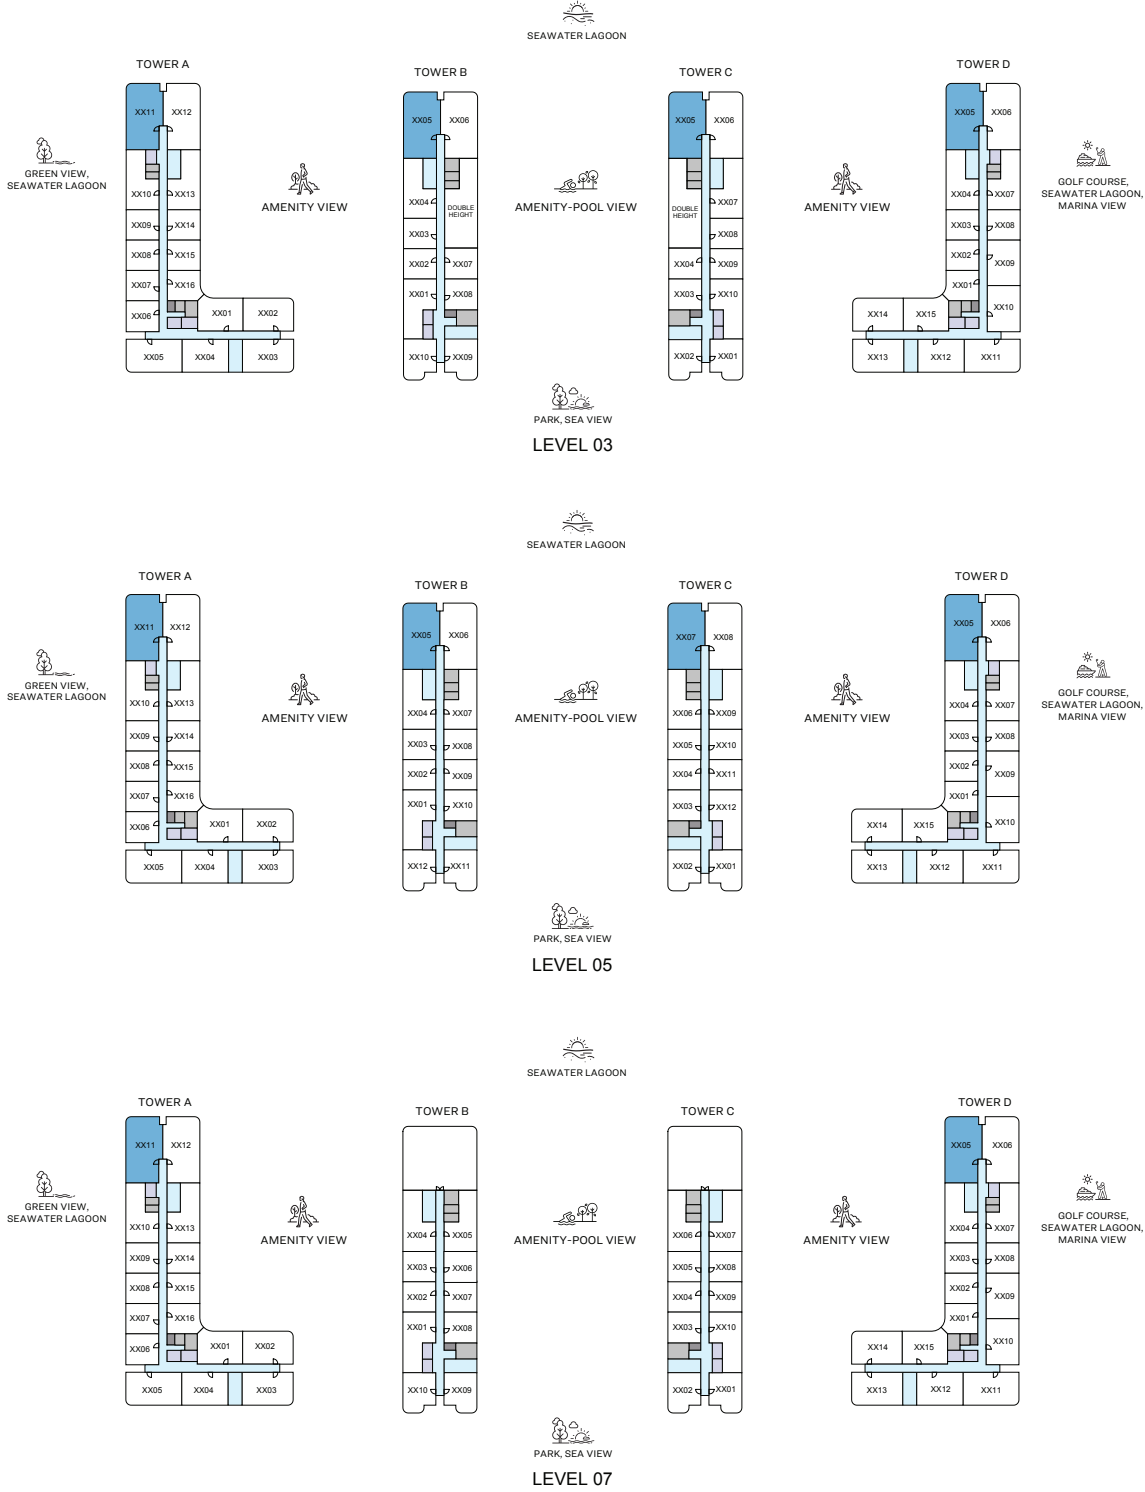 SEAWATER LAGOON
TOWER A
TOWER B
TOWER C
TOWER D
XX11 XX12
XX05 XX06
XX05 XX06
XX05 XX06
GREEN VIEW,
SEAWATER LAGOON
AMENITY VIEW
AMENITY-POOL VIEW
AMENITY VIEW
GOLF COURSE,
SEAWATER LAGOON,
MARINA VIEW
XX10 XX13
XX09 XX14
XX08 XX15
XX07 XX16
XX06 XX01 XX02
XX05 XX04 XX03
XX04 DOUBLE
HEIGHT
XX03
XX02 XX07
XX01 XX08
XX10 XX09
DOUBLE
HEIGHT
XX07
XX08
XX04 XX09
XX03 XX10
XX02 XX01
XX04 XX07
XX03 XX08
XX02 XX09
XX01 XX10
XX14 XX15
XX13 XX12 XX11
PARK, SEA VIEW
LEVEL 03
SEAWATER LAGOON
TOWER A
TOWER B
TOWER C
TOWER D
XX11 XX12
XX05 XX06
XX07 XX08
XX05 XX06
GREEN VIEW,
SEAWATER LAGOON
AMENITY VIEW
AMENITY-POOL VIEW
AMENITY VIEW
GOLF COURSE,
SEAWATER LAGOON,
MARINA VIEW
XX10 XX13
XX09 XX14
XX08 XX15
XX07 XX16
XX06 XX01 XX02
XX05 XX04 XX03
XX04 XX07
XX03 XX08
XX02 XX09
XX01 XX10
XX12 XX11
XX06 XX09
XX05 XX10
XX04 XX11
XX03 XX12
XX02 XX01
XX04 XX07
XX03 XX08
XX02 XX09
XX01 XX10
XX14 XX15
XX13 XX12 XX11
PARK, SEA VIEW
LEVEL 05
SEAWATER LAGOON
TOWER A
TOWER B
TOWER C
TOWER D
XX11 XX12
XX05 XX06
GREEN VIEW,
SEAWATER LAGOON
AMENITY VIEW
AMENITY-POOL VIEW
AMENITY VIEW
GOLF COURSE,
SEAWATER LAGOON,
MARINA VIEW
XX10 XX13
XX09 XX14
XX08 XX15
XX07 XX16
XX06 XX01 XX02
XX05 XX04 XX03
XX04 XX05
XX03 XX06
XX02 XX07
XX01 XX08
XX10 XX09
XX06 XX07
XX05 XX08
XX04 XX09
XX03 XX10
XX02 XX01
XX04 XX07
XX03 XX08
XX02 XX09
XX01 XX10
XX14 XX15
XX13 XX12 XX11
PARK, SEA VIEW
LEVEL 07